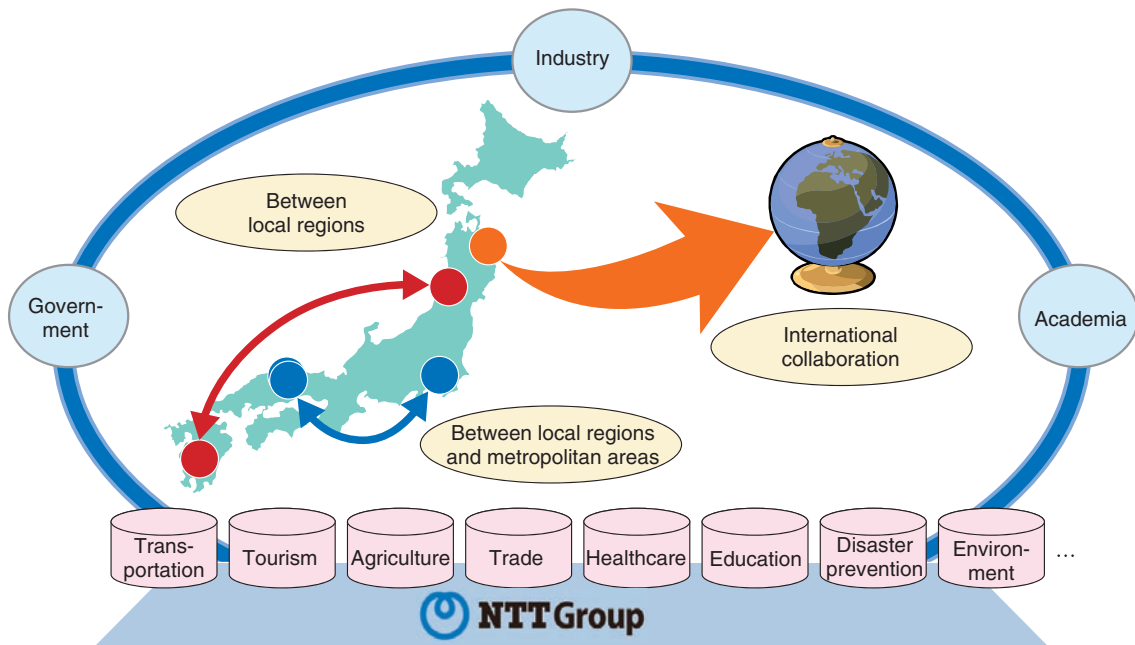 Industry
Between
local regions
Govern-
ment
Academia
International
collaboration
Between local regions
and metropolitan areas
Trans-
portation
Tourism
Agriculture
Trade
Healthcare
Education
Disaster
prevention
Environ-
ment
...
NTT Group